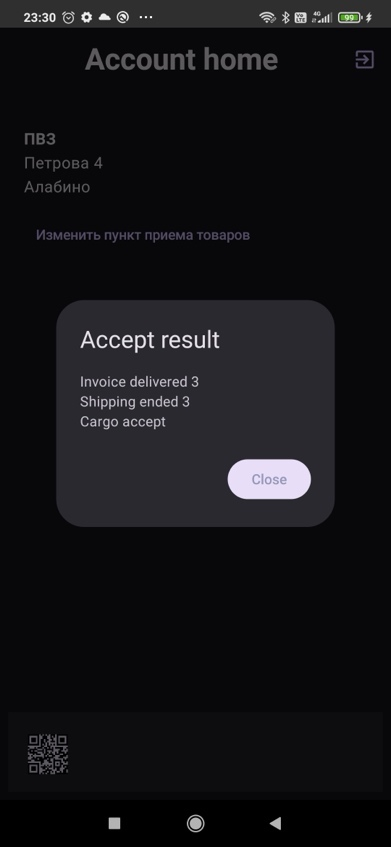 23:30
4G
99
Account home
ПВЗ
Петрова 4
Алабино
Изменить пункт приема товаров
Accept result
Invoice delivered 3
Shipping ended 3
Cargo accept
Close